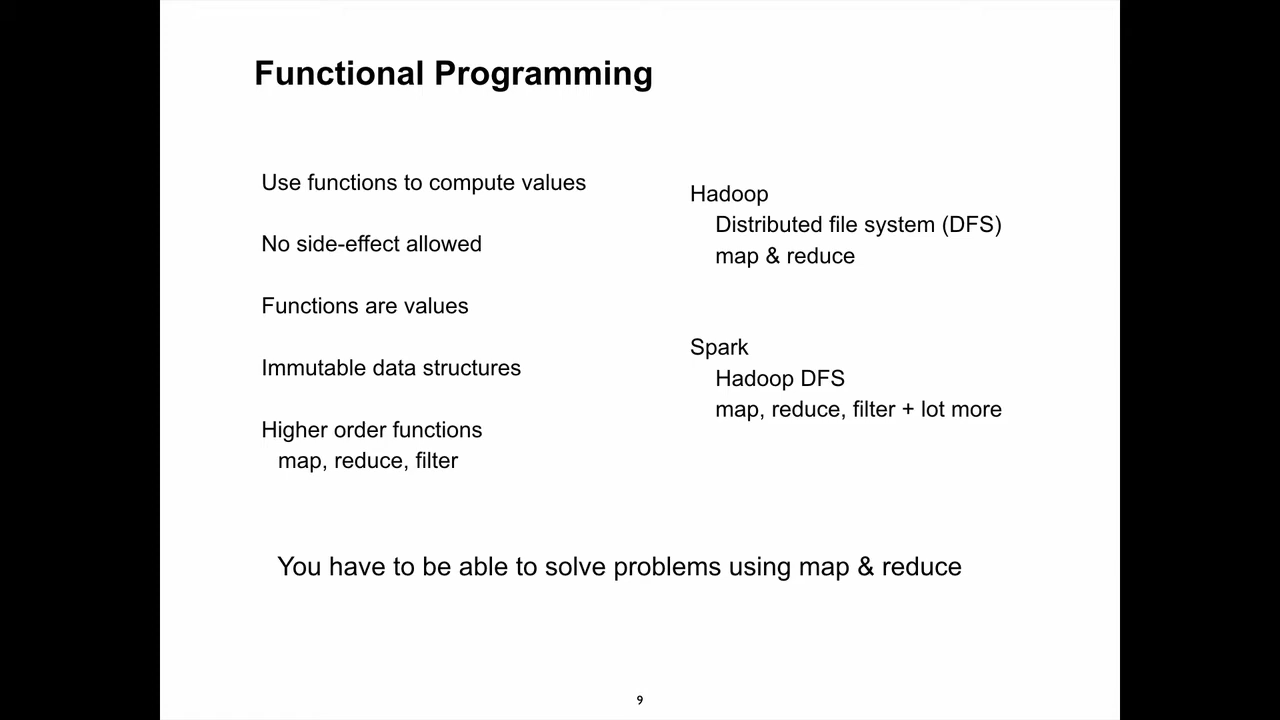 Functional Programming
Use functions to compute values
No side-effect allowed
Functions are values
Immutable data structures
Higher order functions
map, reduce, filter
Hadoop
Distributed file system (DFS)
map & reduce
Spark
Hadoop DFS
map, reduce, filter + lot more
You have to be able to solve problems using map & reduce
9